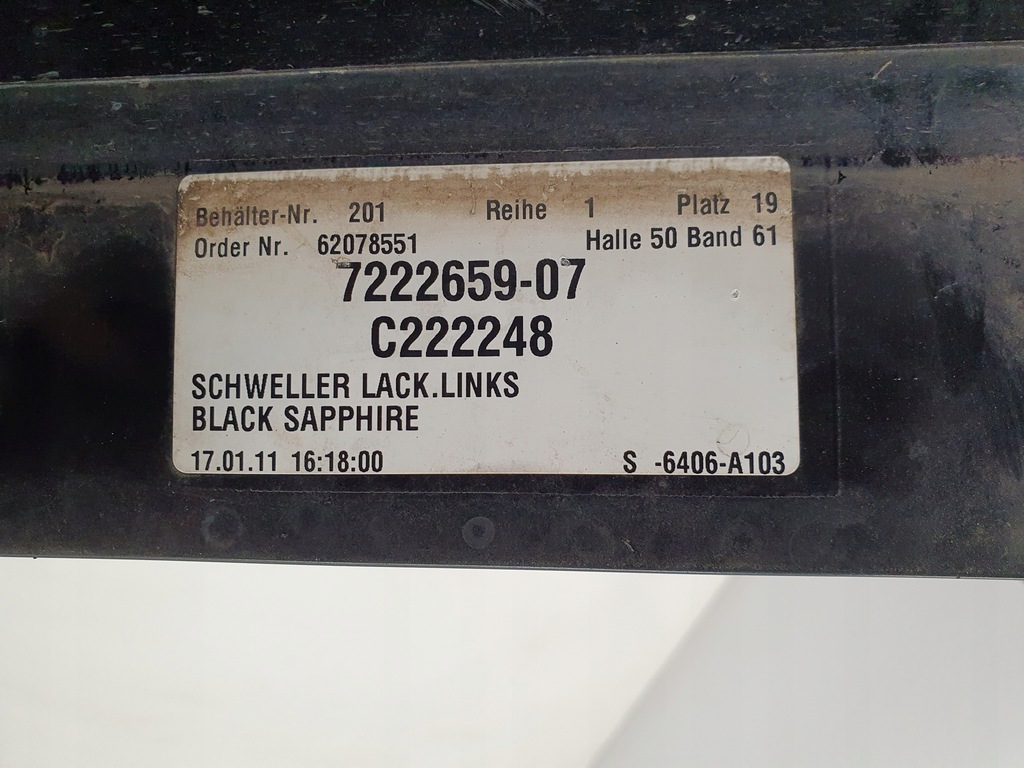 Behälter-Nr. 201 Reihe 1 Platz 19
Order Nr. 62078551 Halle 50 Band 61
7222659-07
C222248
SCHWELLER LACK.LINKS
BLACK SAPPHIRE
17.01.11 16:18:00 S -6406-A103